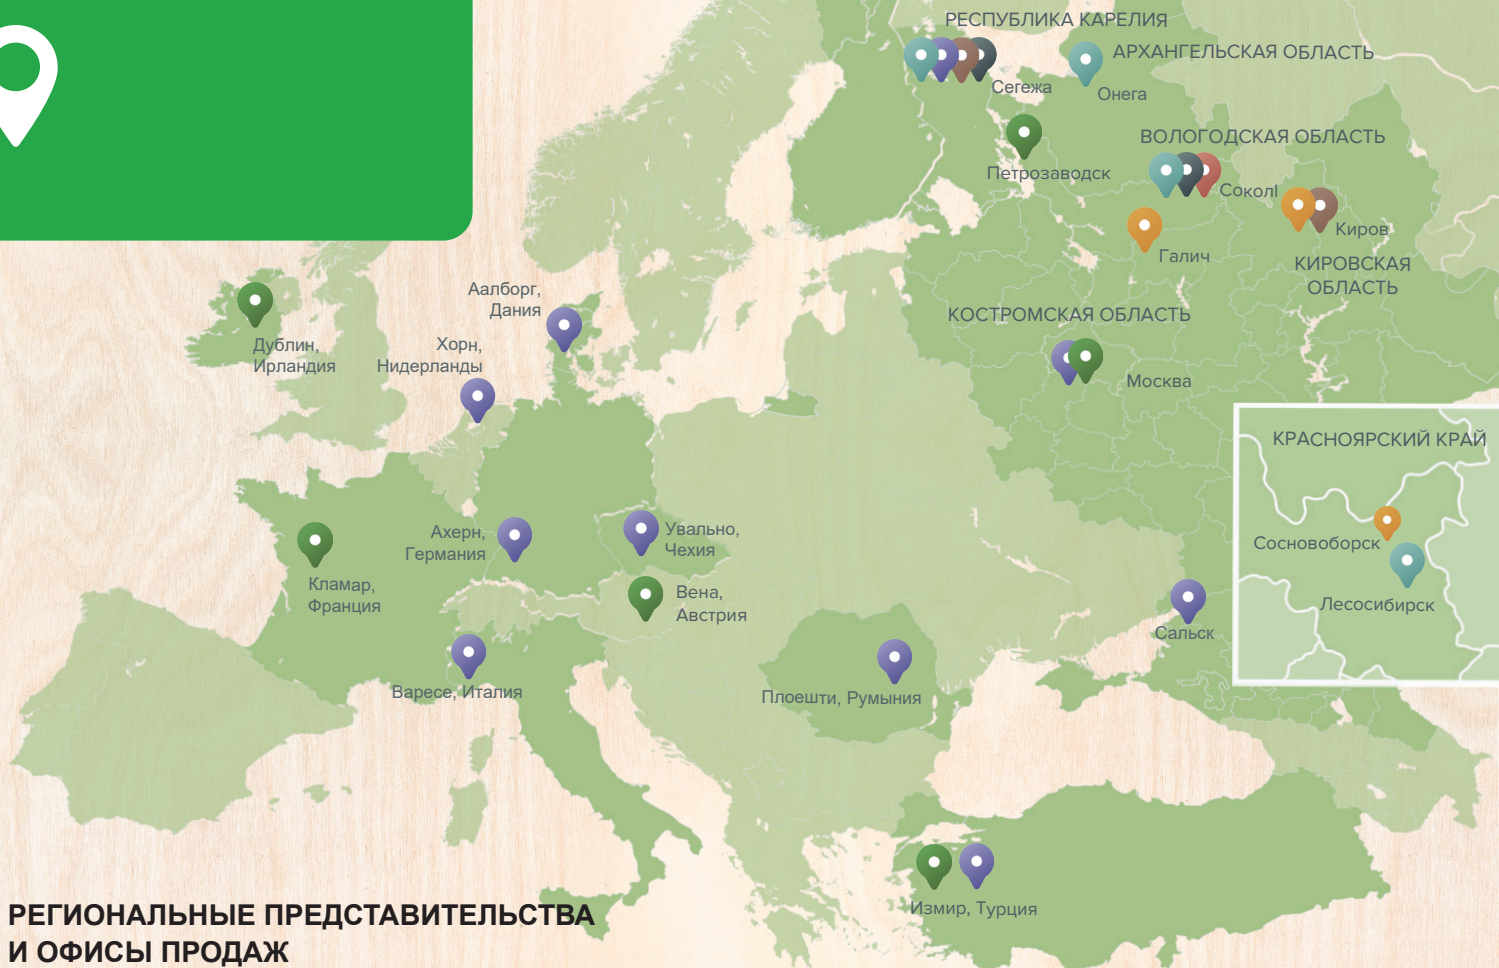 РЕСПУБЛИКА КАРЕЛИЯ
АРХАНГЕЛЬСКАЯ ОБЛАСТЬ
Сегежа
Онега
ВОЛОГОДСКАЯ ОБЛАСТЬ
Петрозаводск
Сокол
Киров
Галич
КИРОВСКАЯ
ОБЛАСТЬ
Аалборг,
Дания
КОСТРОМСКАЯ ОБЛАСТЬ
Дублин,
Ирландия
Хорн,
Нидерланды
Москва
КРАСНОЯРСКИЙ КРАЙ
Ахерн,
Германия
Увально,
Чехия
Сосновоборск
Кламар,
Франция
Вена,
Австрия
Лесосибирск
Сальск
Варесе, Италия
Плоешти, Румыния
Измир, Турция
РЕГИОНАЛЬНЫЕ ПРЕДСТАВИТЕЛЬСТВА
И ОФИСЫ ПРОДАЖ